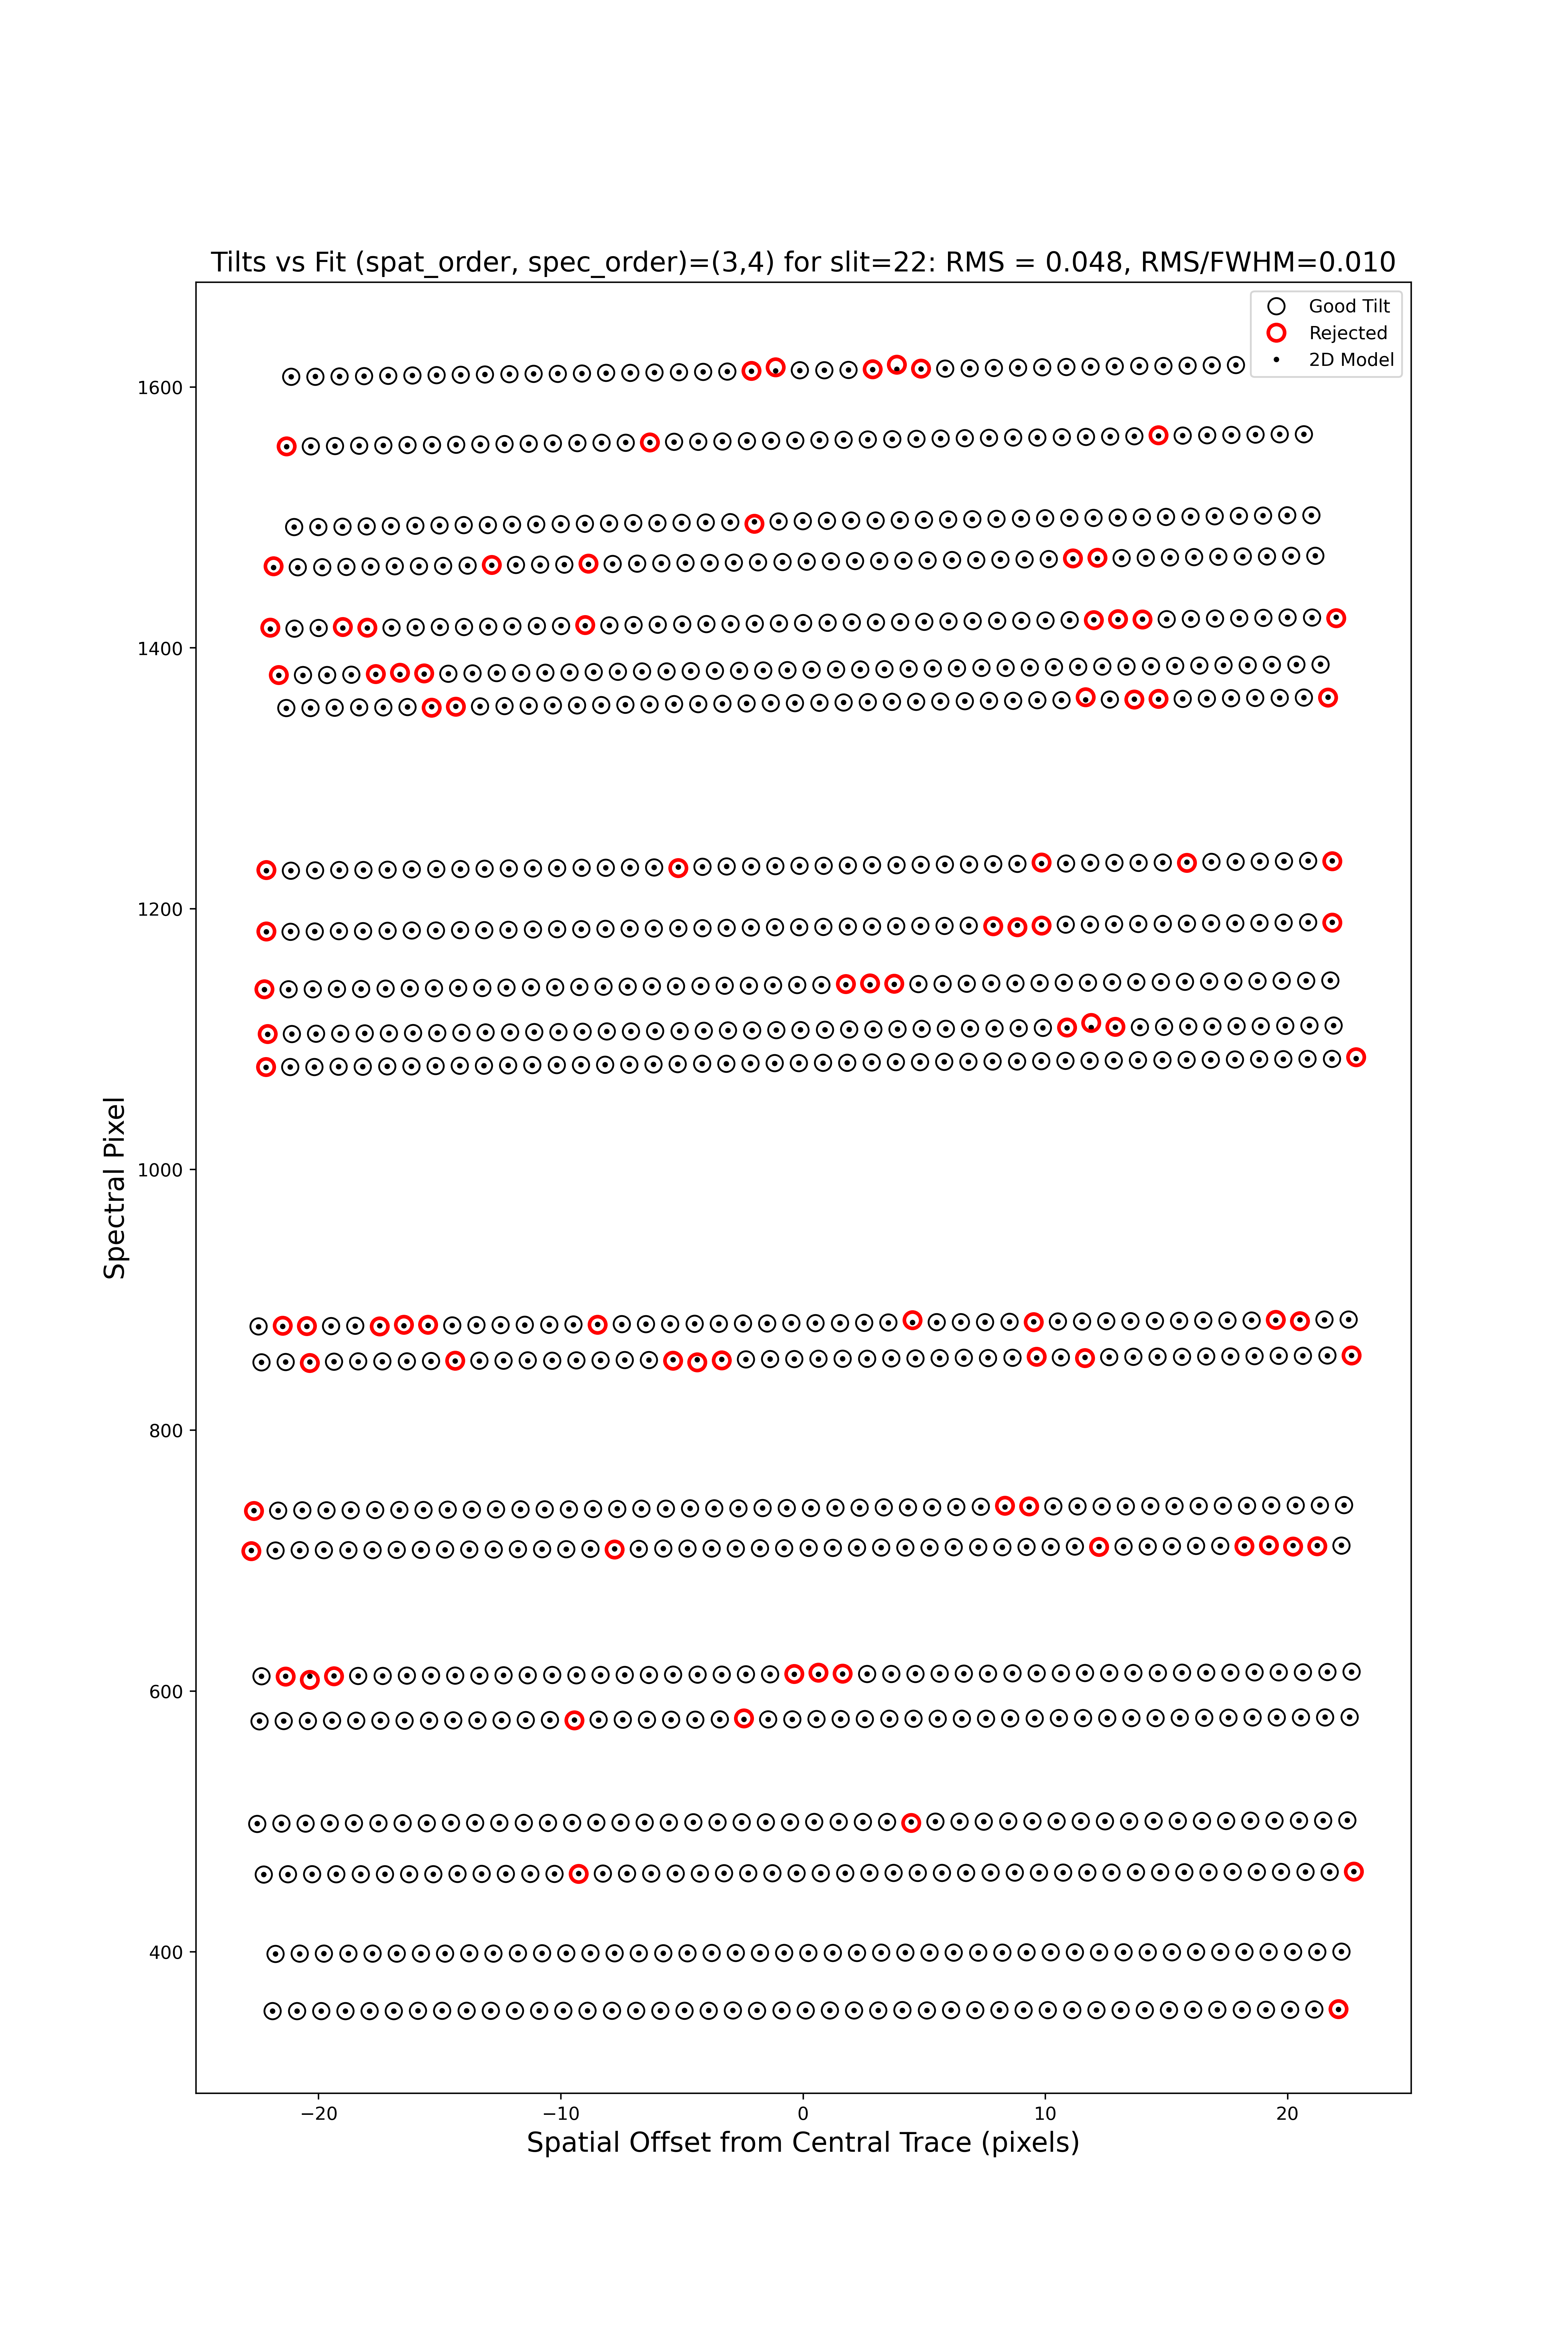 Tilts vs Fit (spat_order, spec_order)=(3,4) for slit=22: RMS = 0.048, RMS/FWHM=0.010
Good Tilt
Rejected
2D Model
1600
1400
1200
1000
800
600
400
Spectral Pixel
−20
−10
0
10
20
Spatial Offset from Central Trace (pixels)